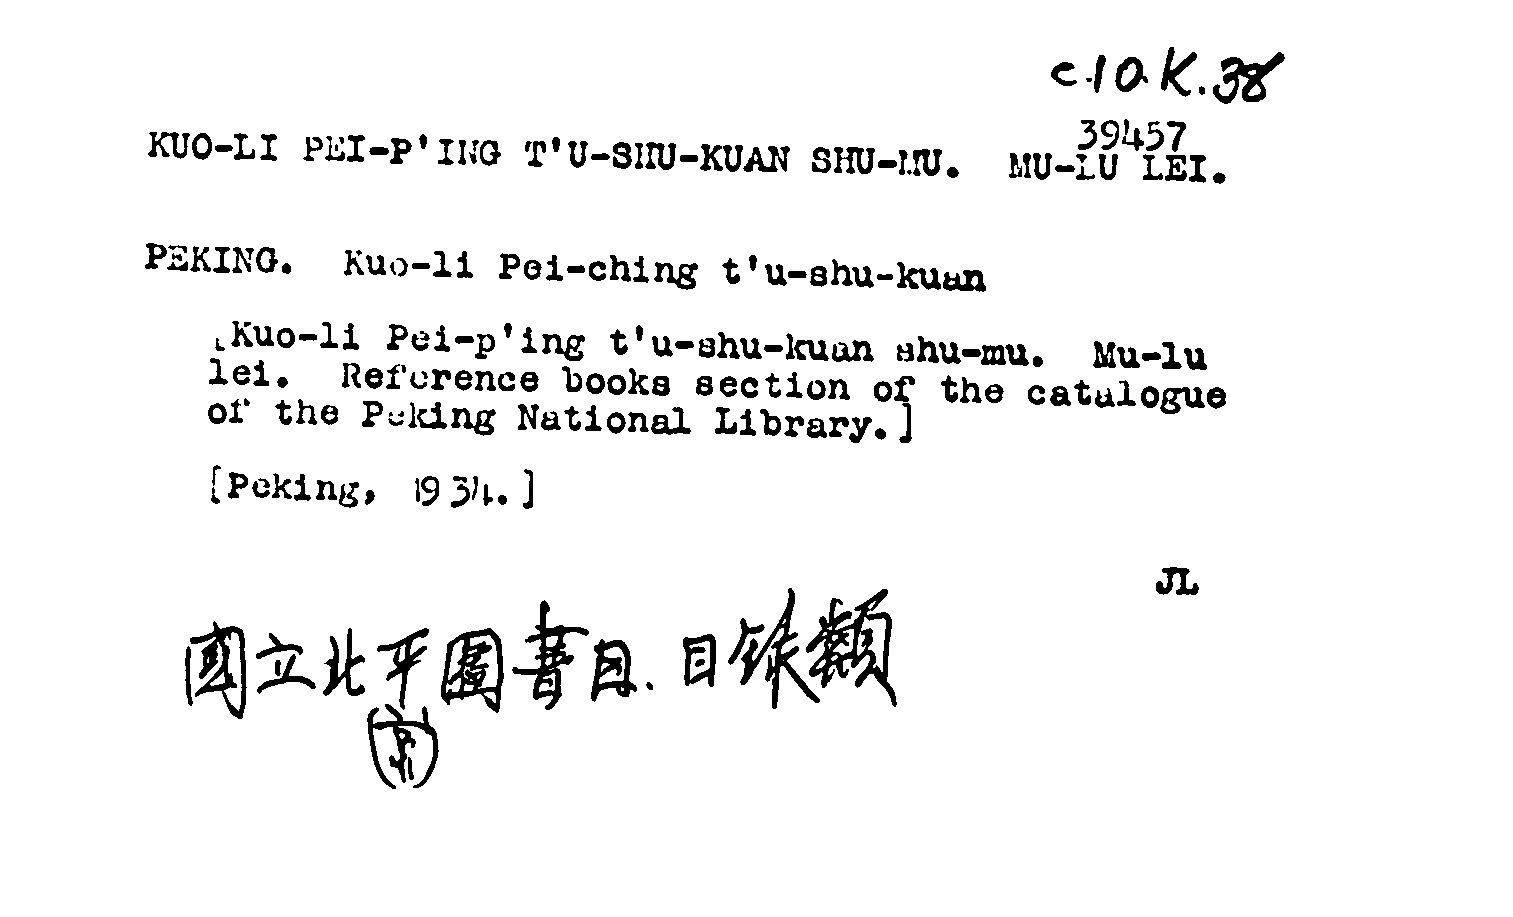 c.10.K.38
39457
KUO-LI PEI-P'ING T'U-SHU-KUAN SHU-MU. MU-LU LEI.
PEKING. Kuo-li Pei-ching t'u-shu-kuan
[Kuo-li Pei-p'ing t'u-shu-kuan shu-mu. Mu-lu
lei. Reference books section of the catalogue
of the Peking National Library.]
[Peking, 1934.]
JL
國立北平圖書目. 目錄類
(京)